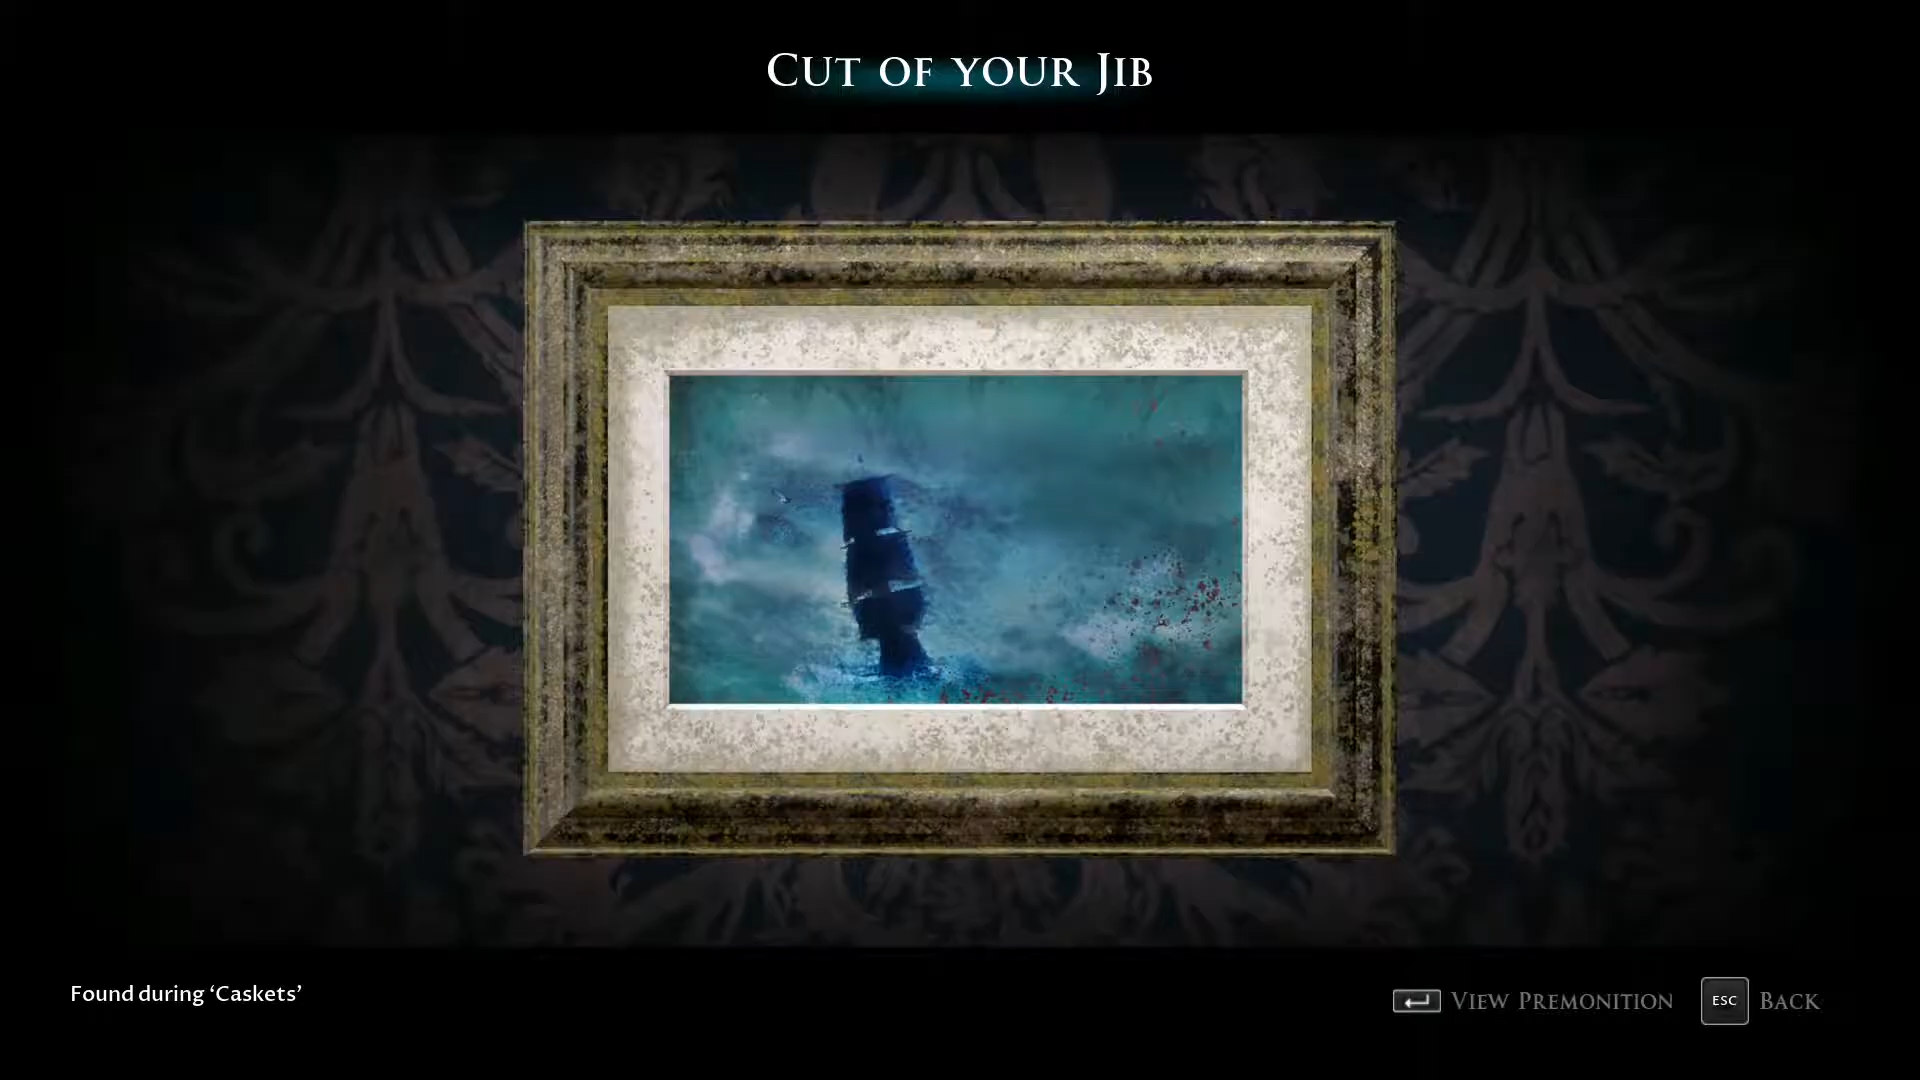 Cut of your Jib
Found during ‘Caskets’
View Premonition
ESC Back